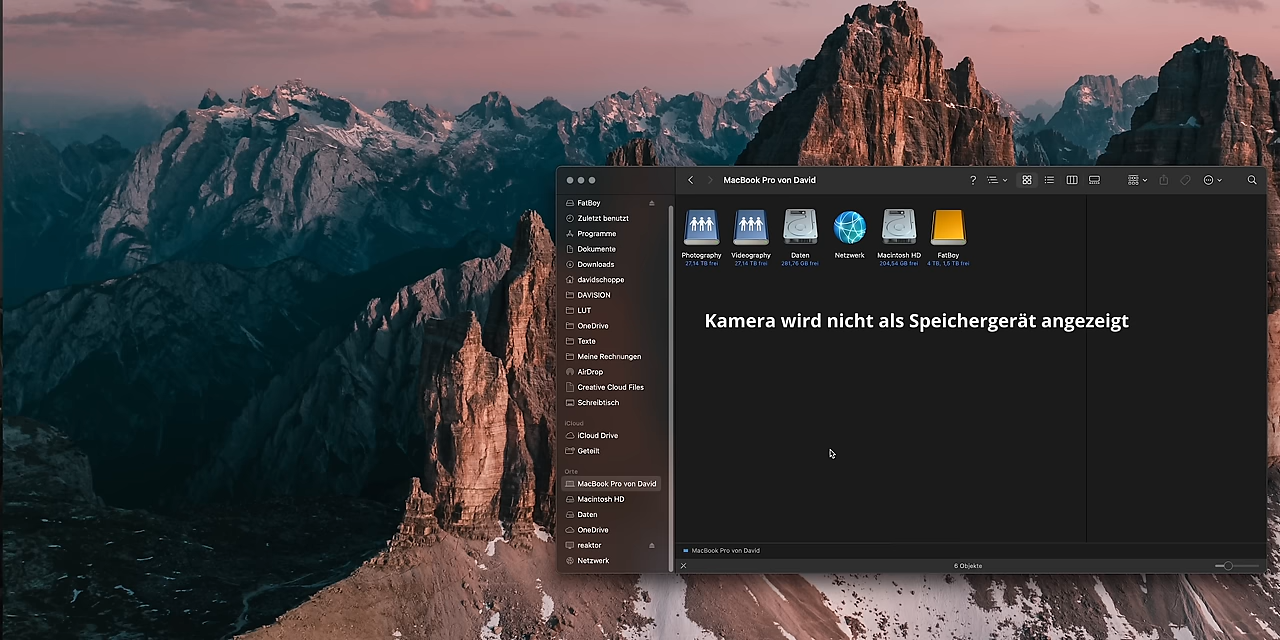 MacBook Pro von David
?
FatBoy
Zuletzt benutzt
Programme
Dokumente
Downloads
davidschoppe
DAVISION
LUT
OneDrive
Texte
Meine Rechnungen
AirDrop
Creative Cloud Files
Schreibtisch
iCloud
iCloud Drive
Geteilt
Orte
MacBook Pro von David
Macintosh HD
Daten
OneDrive
reaktor
Netzwerk
Photography
27,14 TB frei
Videography
27,14 TB frei
Daten
281,76 GB frei
Netzwerk
Macintosh HD
204,54 GB frei
FatBoy
4 TB, 1,5 TB frei
Kamera wird nicht als Speichergerät angezeigt
MacBook Pro von David
6 Objekte